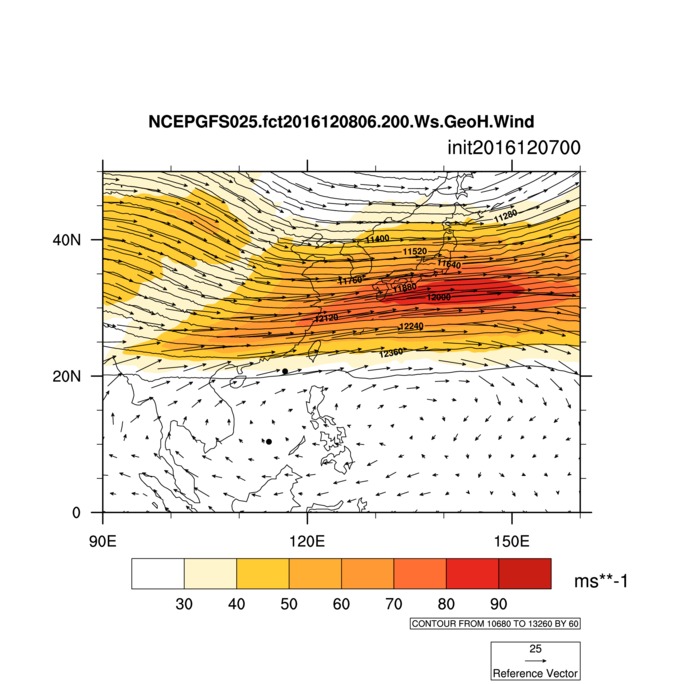 NCEPGFS025.fct2016120806.200.Ws.GeoH.Wind
init2016120700
11280
11400
11520
11640
11760
11880
12000
12120
12240
12360
40N
20N
0
90E 120E 150E
30 40 50 60 70 80 90
ms**-1
CONTOUR FROM 10680 TO 13260 BY 60
25
Reference Vector